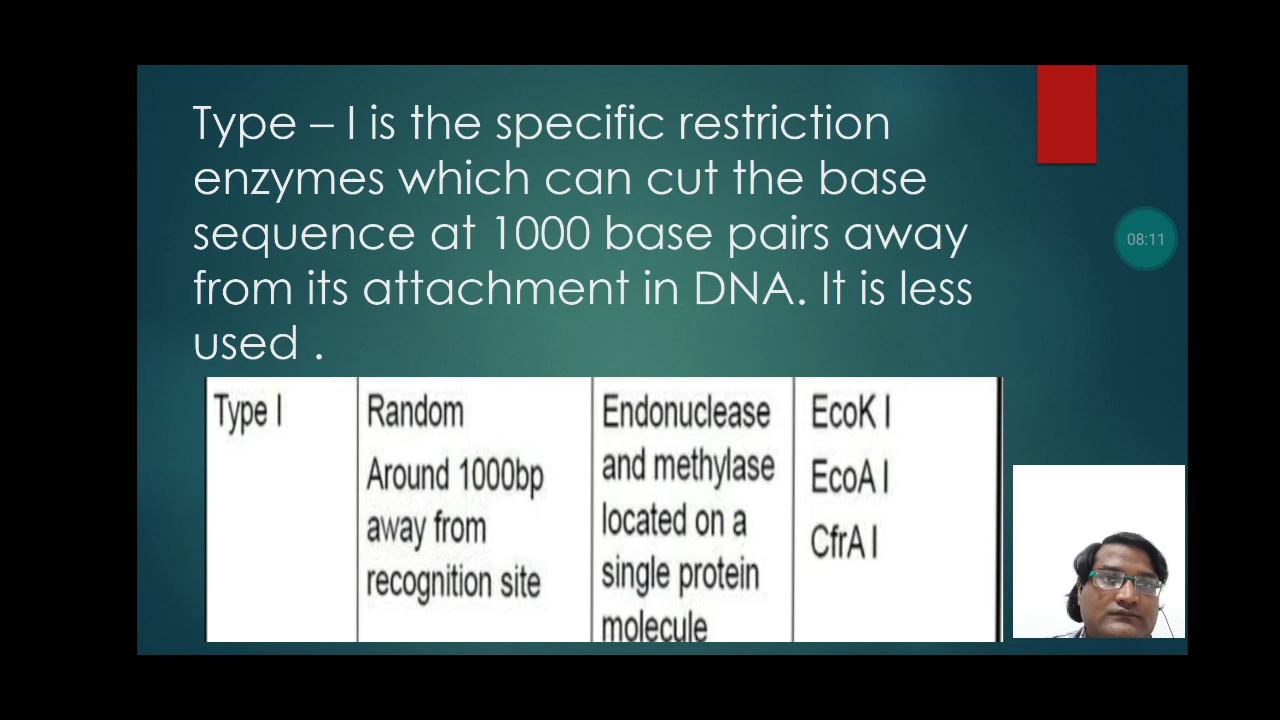 Type – I is the specific restriction
enzymes which can cut the base
sequence at 1000 base pairs away
from its attachment in DNA. It is less
used .
08:11
Type I
Random
Around 1000bp
away from
recognition site
Endonuclease
and methylase
located on a
single protein
molecule
EcoK I
EcoA I
CfrA I